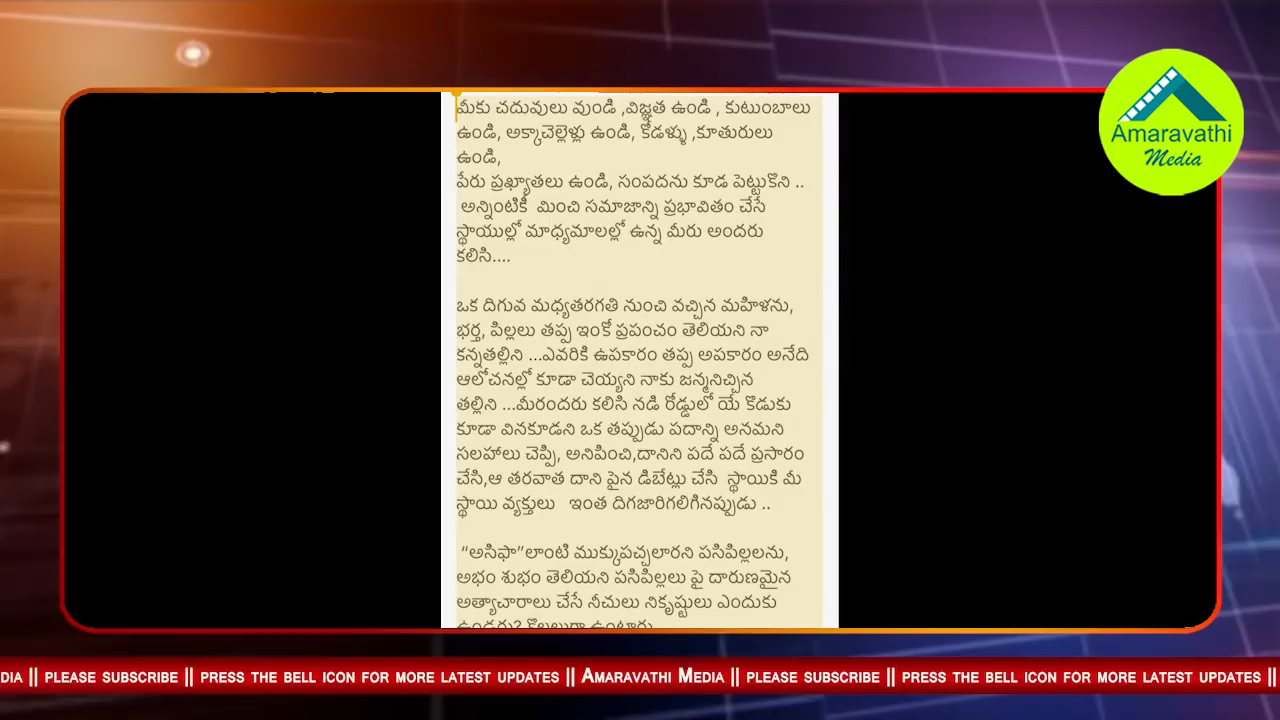 Amaravathi
Media
మీకు చదువులు వుండి ,విజ్ఞత ఉండి , కుటుంబాలు
ఉండి, అక్కాచెల్లెళ్లు ఉండి, కోడళ్ళు ,కూతురులు
ఉండి,
పేరు ప్రఖ్యాతలు ఉండి, సంపదను కూడ పెట్టుకొని ..
అన్నింటికీ మించి సమాజాన్ని ప్రభావితం చేసే
స్థాయుల్లో మాధ్యమాలల్లో ఉన్న మీరు అందరు
కలిసి....
ఒక దిగువ మధ్యతరగతి నుంచి వచ్చిన మహిళను,
భర్త, పిల్లలు తప్ప ఇంకో ప్రపంచం తెలియని నా
కన్నతల్లిని ...ఎవరికి ఉపకారం తప్ప అపకారం అనేది
ఆలోచనల్లో కూడా చెయ్యని నాకు జన్మనిచ్చిన
తల్లిని ...మీరందరు కలిసి నడి రోడ్డులో యే కొడుకు
కూడా వినకూడని ఒక తప్పుడు పదాన్ని అనమని
సలహాలు చెప్పి, అనిపించి,దానిని పదే పదే ప్రసారం
చేసి,ఆ తరవాత దాని పైన డిబేట్లు చేసి స్థాయికి మీ
స్థాయి వ్యక్తులు ఇంత దిగజారిగలిగినప్పుడు ..
“అసిఫా”లాంటి ముక్కుపచ్చలారని పసిపిల్లలను,
అభం శుభం తెలియని పసిపిల్లలు పై దారుణమైన
అత్యాచారాలు చేసే నీచులు నికృష్టులు ఎందుకు
ఉండరు? కొల్లలుగా ఉంటారు
DIA || PLEASE SUBSCRIBE || PRESS THE BELL ICON FOR MORE LATEST UPDATES || AMARAVATHI MEDIA || PLEASE SUBSCRIBE || PRESS THE BELL ICON FOR MORE LATEST UPDATES ||